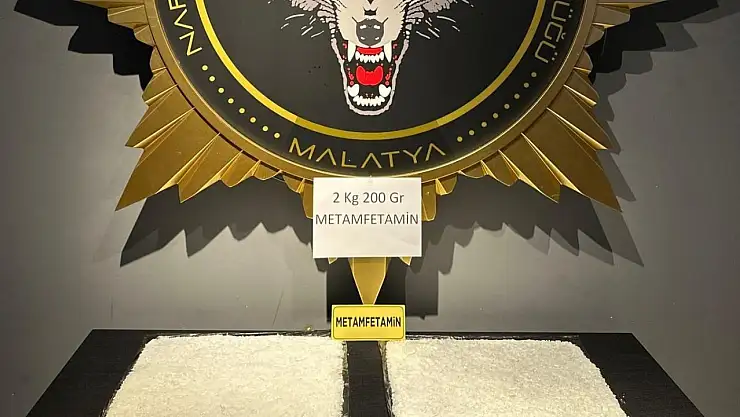 MALATYA
2 Kg 200 Gr
METAMFETAMİN
METAMFETAMİN